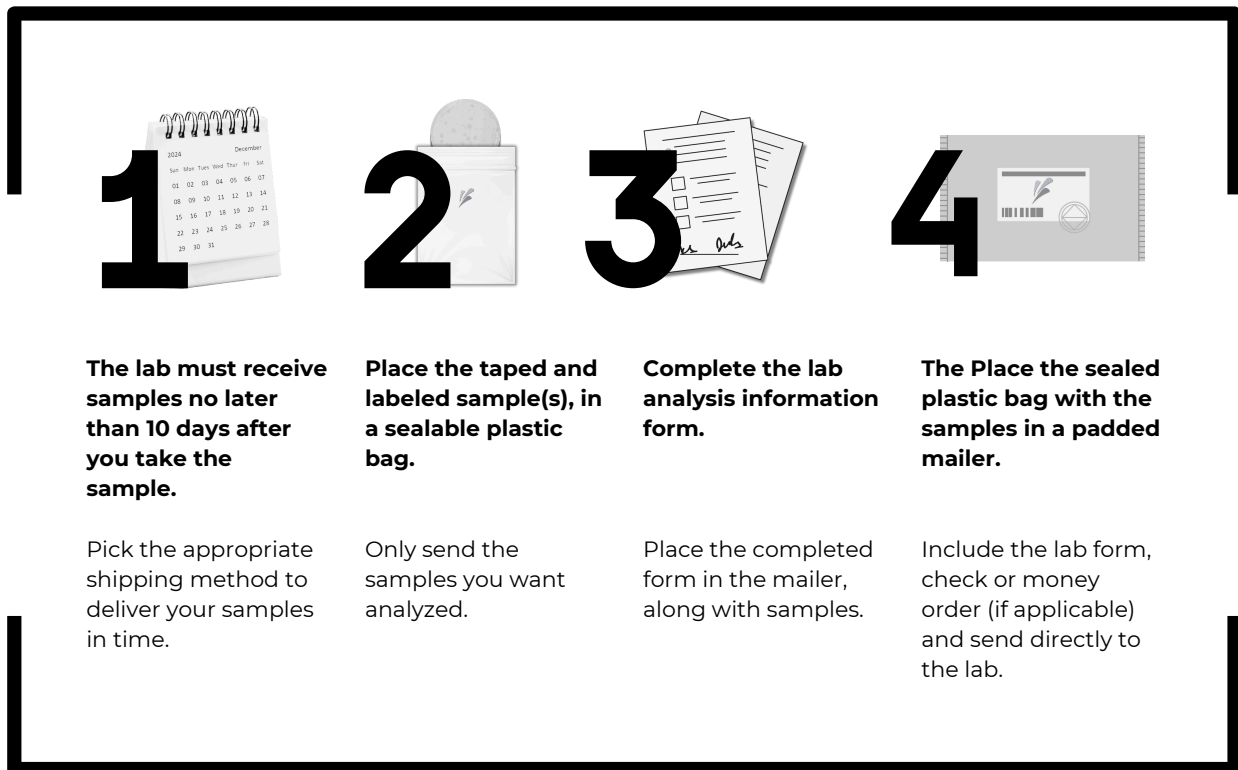 1
2024 December
Sun Mon Tues Wed Thur Fri Sat
01 02 03 04 05 06 07
08 09 10 11 12 13 14
15 16 17 18 19 20 21
22 23 24 25 26 27 28
29 30 31
The lab must receive
samples no later
than 10 days after
you take the
sample.
Pick the appropriate
shipping method to
deliver your samples
in time.
2
Place the taped and
labeled sample(s), in
a sealable plastic
bag.
Only send the
samples you want
analyzed.
3
Complete the lab
analysis information
form.
Place the completed
form in the mailer,
along with samples.
4
The Place the sealed
plastic bag with the
samples in a padded
mailer.
Include the lab form,
check or money
order (if applicable)
and send directly to
the lab.